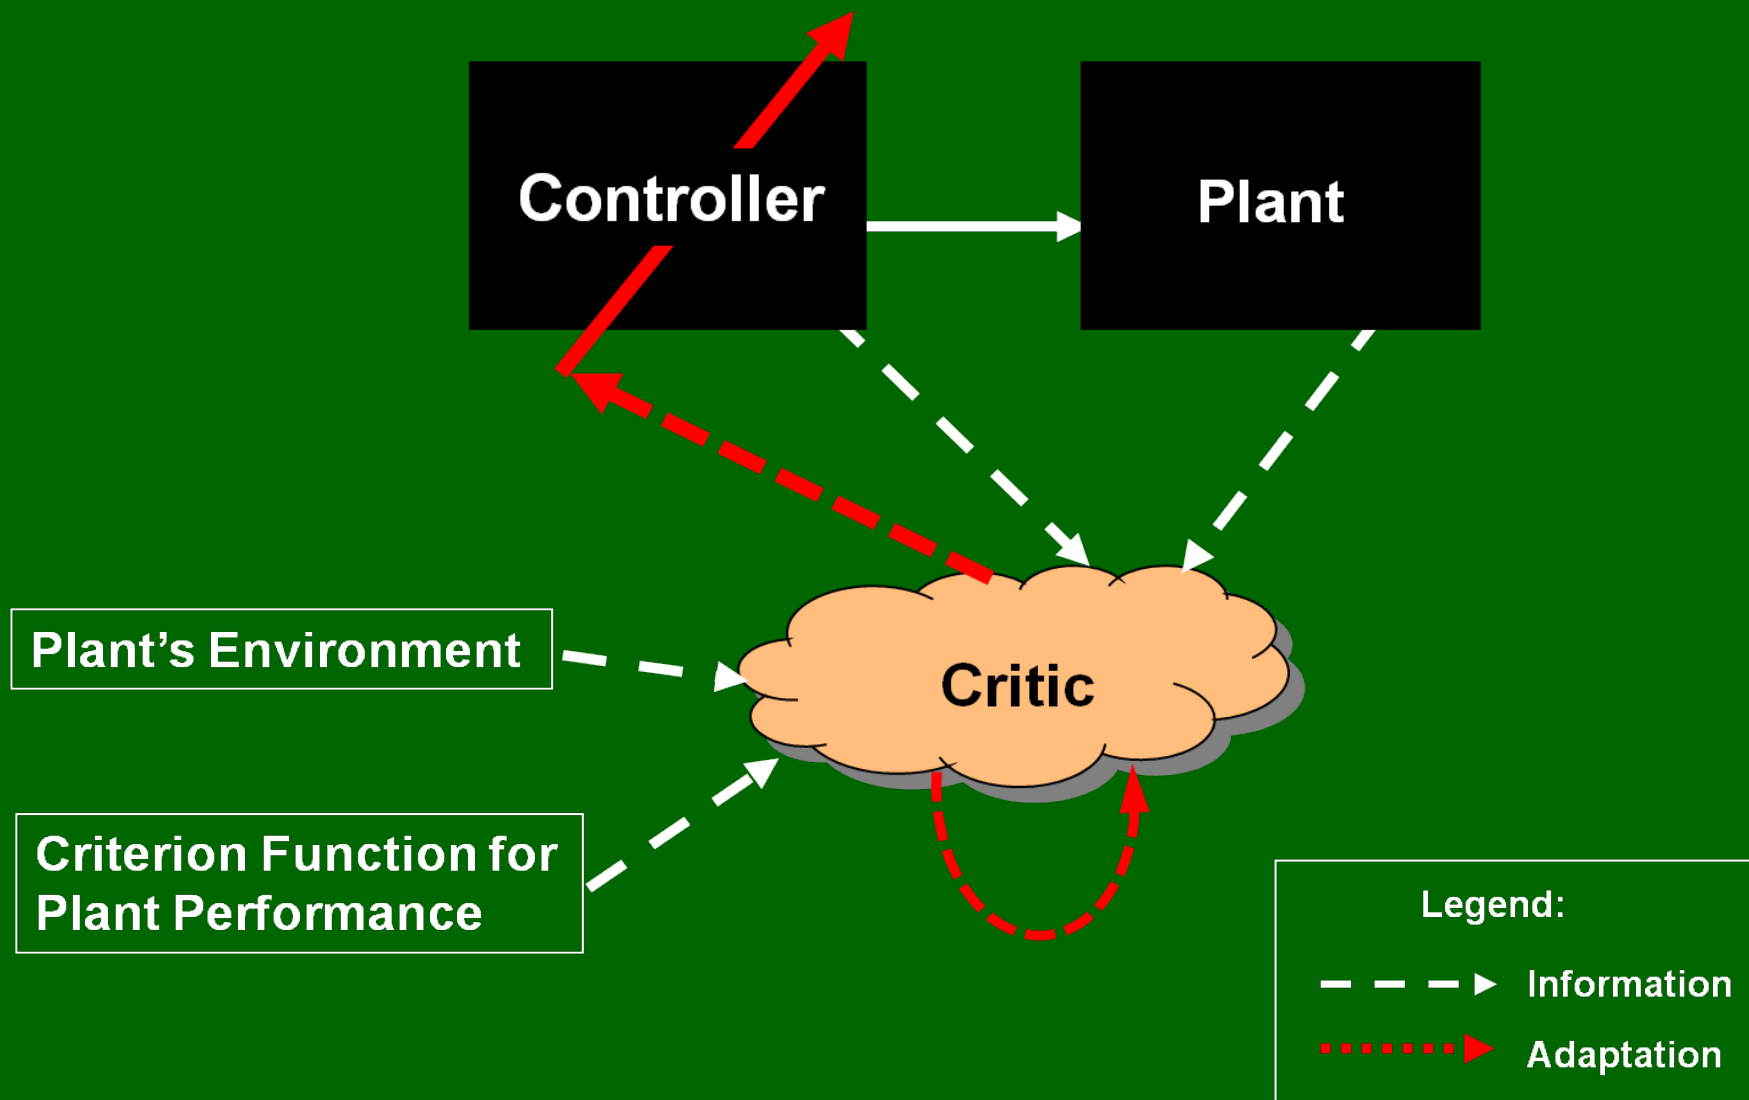 Controller
Plant
Plant’s Environment
Critic
Criterion Function for
Plant Performance
Legend:
Information
Adaptation